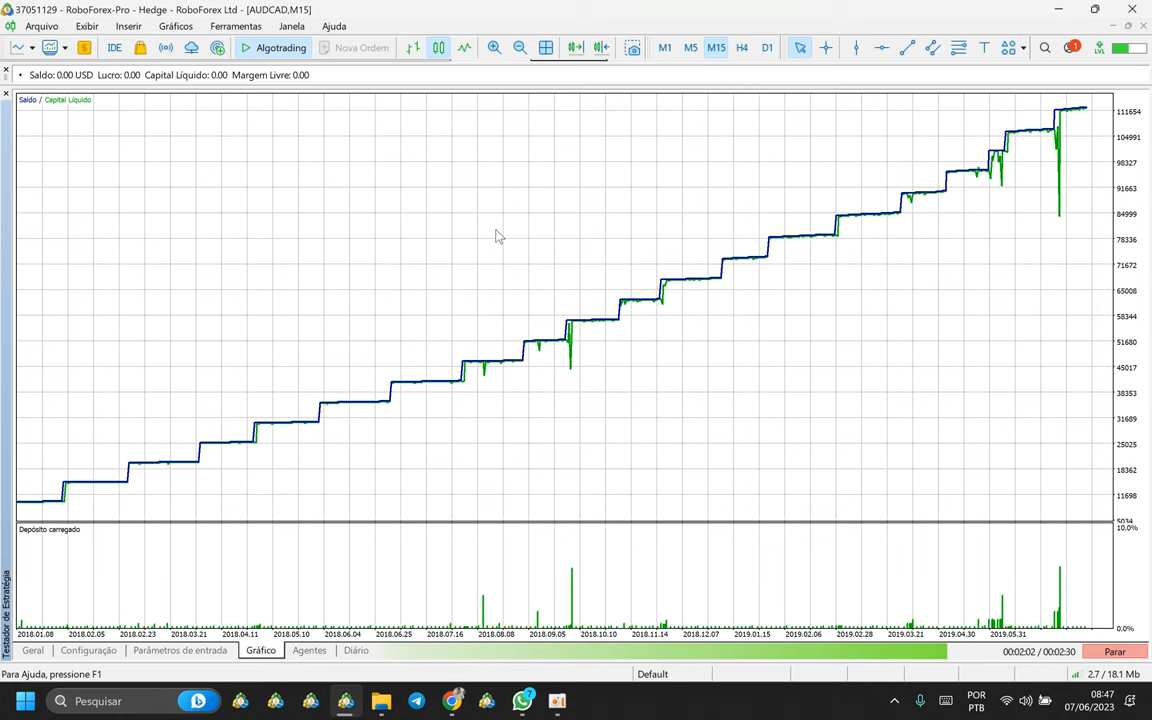 37051129 - RoboForex-Pro - Hedge - RoboForex Ltd - [AUDCAD,M15]
Arquivo Exibir Inserir Gráficos Ferramentas Janela Ajuda
IDE Algotrading Nova Ordem M1 M5 M15 H4 D1 1 LVL
• Saldo: 0.00 USD Lucro: 0.00 Capital Líquido: 0.00 Margem Livre: 0.00
Saldo / Capital Líquido
111654
104991
98327
91663
84999
78336
71672
65008
58344
51680
45017
38353
31689
25025
18362
11698
5034
Depósito carregado
10.0%
0.0%
2018.01.08 2018.02.05 2018.02.23 2018.03.21 2018.04.11 2018.05.10 2018.06.04 2018.06.25 2018.07.16 2018.08.08 2018.09.05 2018.10.10 2018.11.14 2018.12.07 2019.01.15 2019.02.06 2019.02.28 2019.03.21 2019.04.30 2019.05.31
Testador de Estratégia
Geral Configuração Parâmetros de entrada Gráfico Agentes Diário 00:02:02 / 00:02:30 Parar
Para Ajuda, pressione F1 Default 2.7 / 18.1 Mb
Pesquisar 7 POR 08:47
PTB 07/06/2023